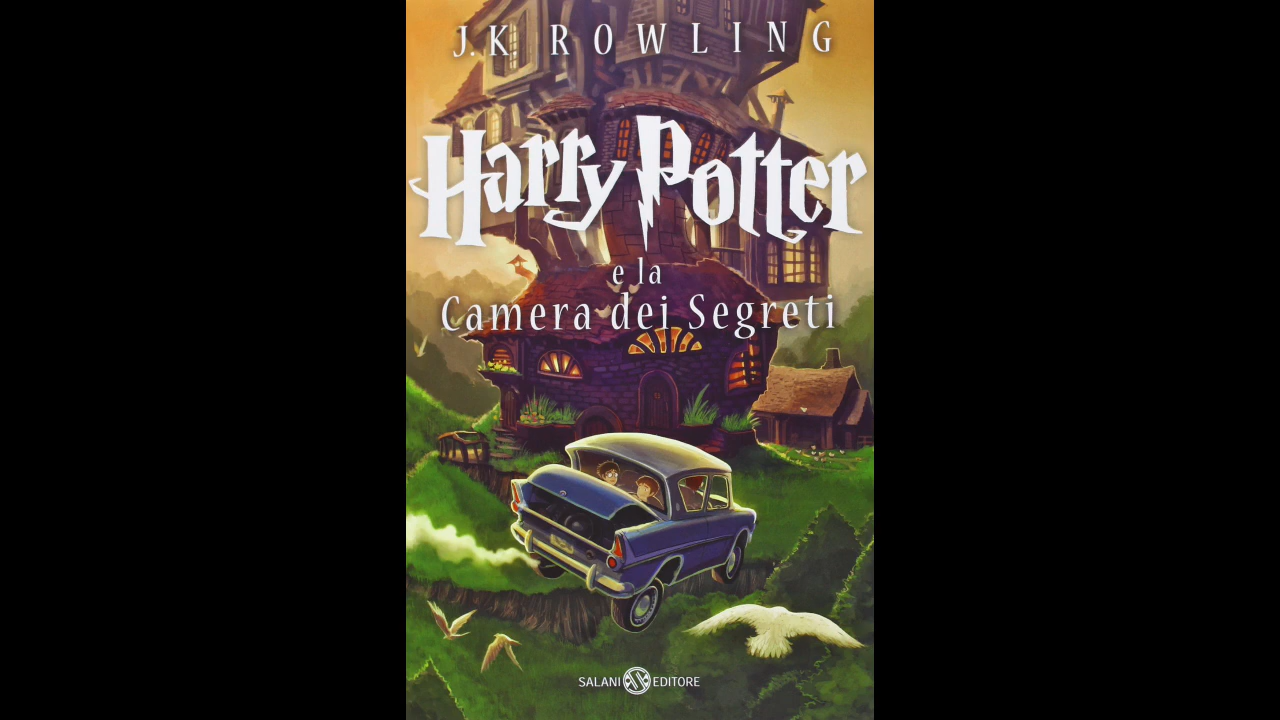 J.K. ROWLING
Harry Potter
e la
Camera dei Segreti
SALANI EDITORE